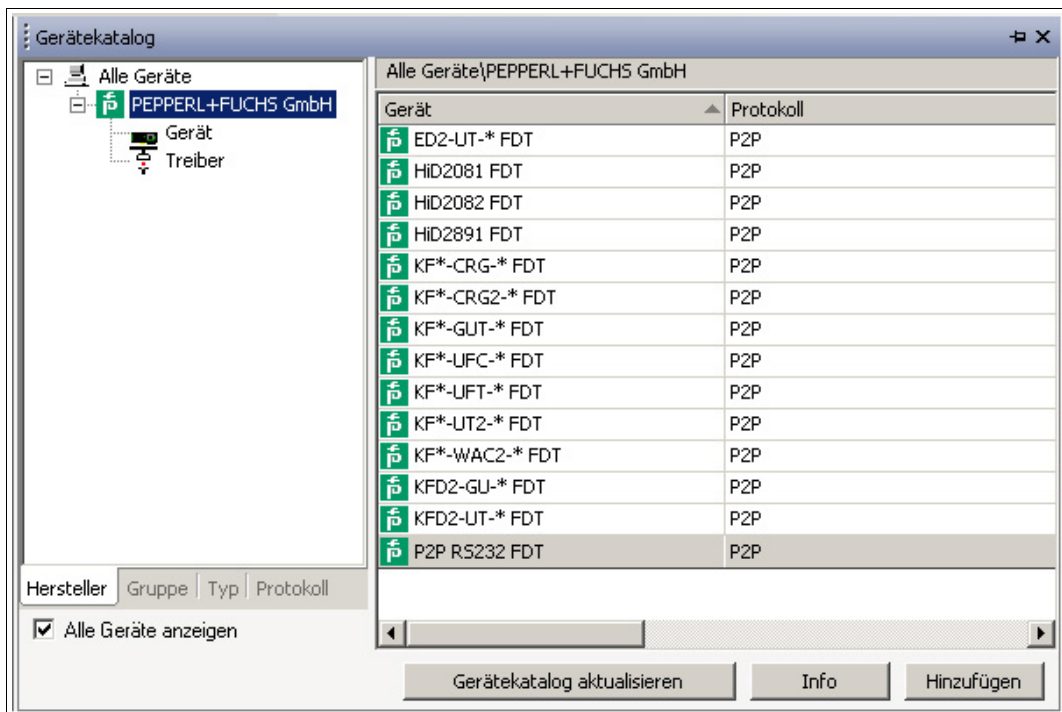 Gerätekatalog
Alle Geräte
PEPPERL+FUCHS GmbH
Gerät
Treiber
Hersteller Gruppe Typ Protokoll
Alle Geräte anzeigen
Alle Geräte\PEPPERL+FUCHS GmbH
Gerät Protokoll
ED2-UT-* FDT P2P
HiD2081 FDT P2P
HiD2082 FDT P2P
HiD2891 FDT P2P
KF*-CRG-* FDT P2P
KF*-CRG2-* FDT P2P
KF*-GUT-* FDT P2P
KF*-UFC-* FDT P2P
KF*-UFT-* FDT P2P
KF*-UT2-* FDT P2P
KF*-WAC2-* FDT P2P
KFD2-GU-* FDT P2P
KFD2-UT-* FDT P2P
P2P RS232 FDT P2P
Gerätekatalog aktualisieren Info Hinzufügen